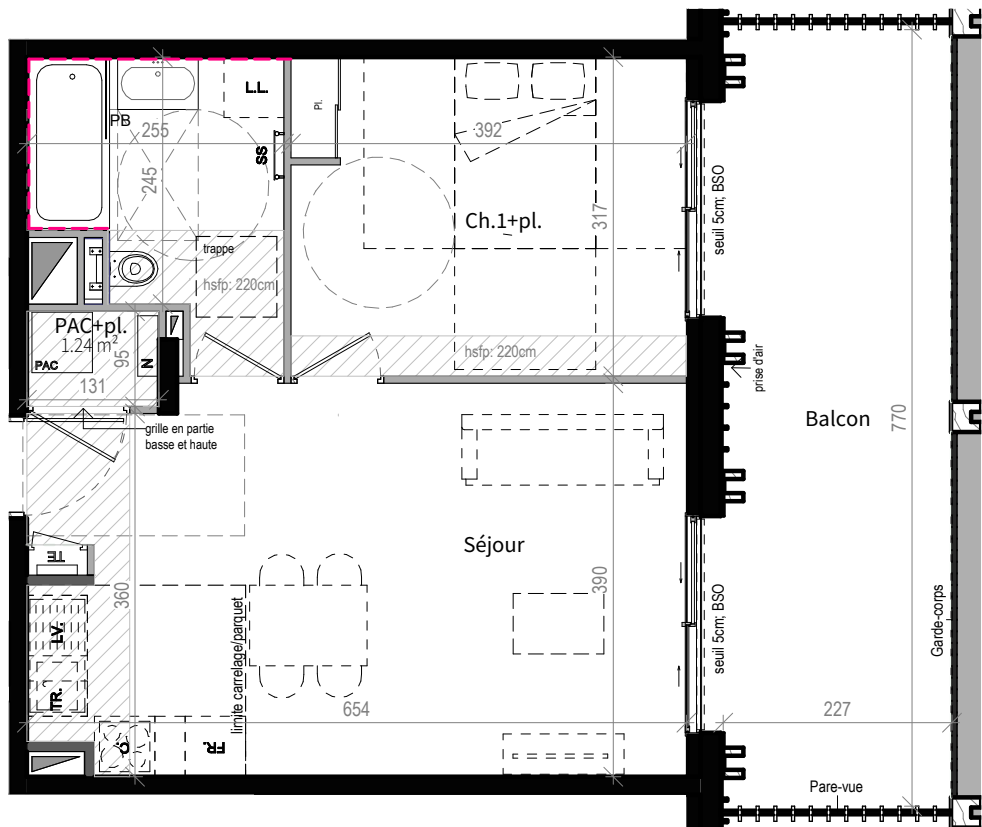 L.L.
Pl.
PB
255
392
SS
245
317
Ch.1+pl.
seuil 5cm; BSO
trappe
hsfp: 220cm
PAC+pl.
1.24 m²
95
PAC
N
131
hsfp: 220cm
prise d'air
grille en partie
basse et haute
Balcon
770
Séjour
TE
360
390
LV.
TR.
limite carrelage/parquet
seuil 5cm; BSO
Garde-corps
654
227
FR
Pare-vue